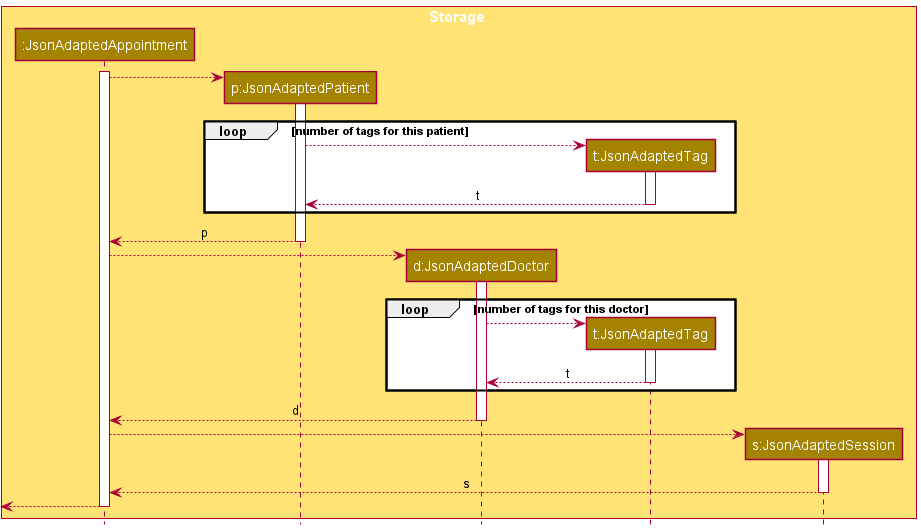 Storage
:JsonAdaptedAppointment
p:JsonAdaptedPatient
loop [number of tags for this patient]
t:JsonAdaptedTag
t
p
d:JsonAdaptedDoctor
loop [number of tags for this doctor]
t:JsonAdaptedTag
t
d
s:JsonAdaptedSession
s